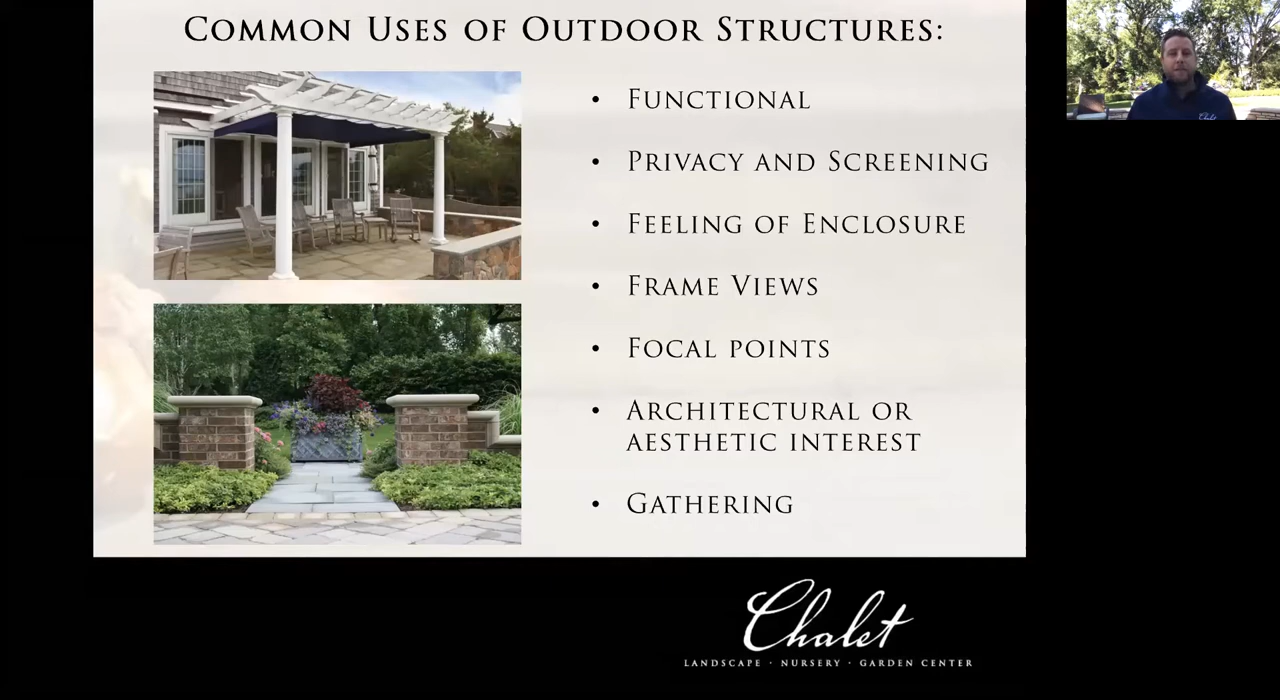 COMMON USES OF OUTDOOR STRUCTURES:
• FUNCTIONAL
• PRIVACY AND SCREENING
• FEELING OF ENCLOSURE
• FRAME VIEWS
• FOCAL POINTS
• ARCHITECTURAL OR
AESTHETIC INTEREST
• GATHERING
Chalet
Chalet
LANDSCAPE · NURSERY · GARDEN CENTER